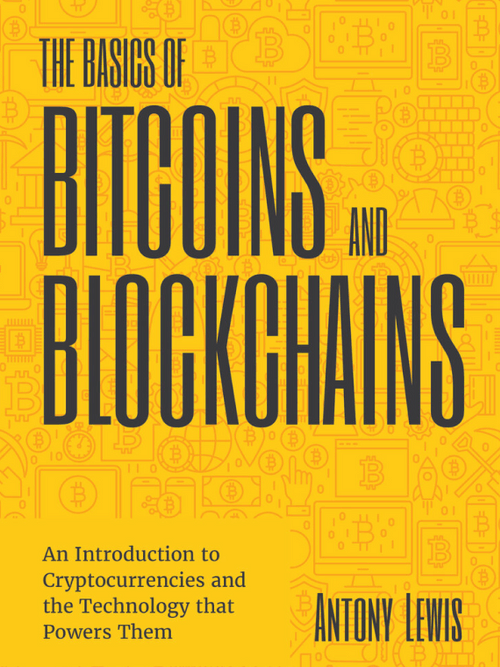 THE BASICS OF
BITCOINS AND
BLOCKCHAINS
An Introduction to
Cryptocurrencies and
the Technology that
Powers Them
ANTONY LEWIS